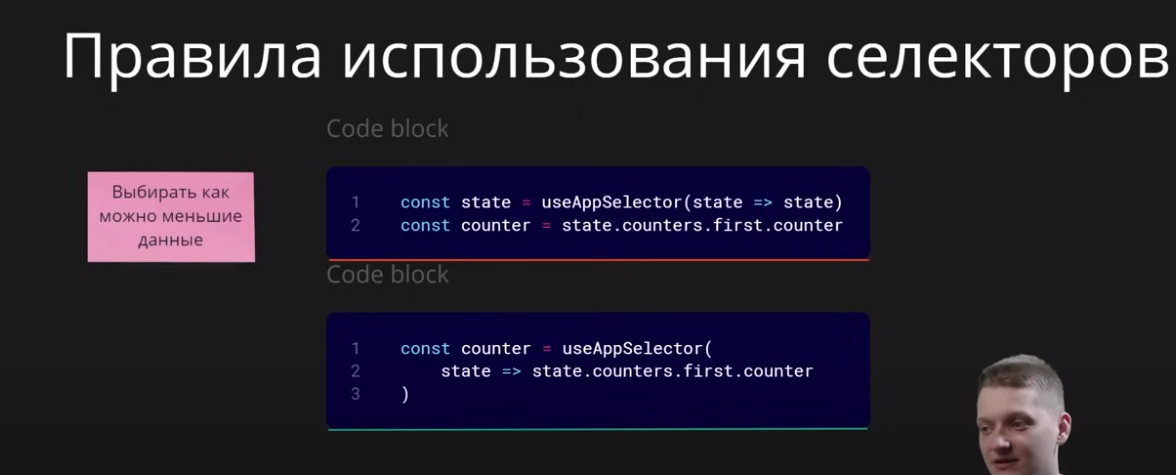 Правила использования селекторов
Code block
Выбирать как
можно меньшие
данные
1 const state = useAppSelector(state => state)
2 const counter = state.counters.first.counter
Code block
1 const counter = useAppSelector(
2 state => state.counters.first.counter
3 )